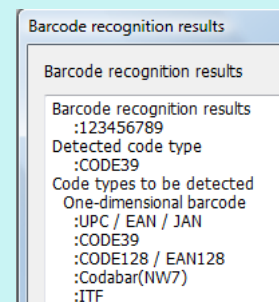 Barcode recognition results
Barcode recognition results
Barcode recognition results
:123456789
Detected code type
:CODE39
Code types to be detected
One-dimensional barcode
:UPC / EAN / JAN
:CODE39
:CODE128 / EAN128
:Codabar(NW7)
:ITF